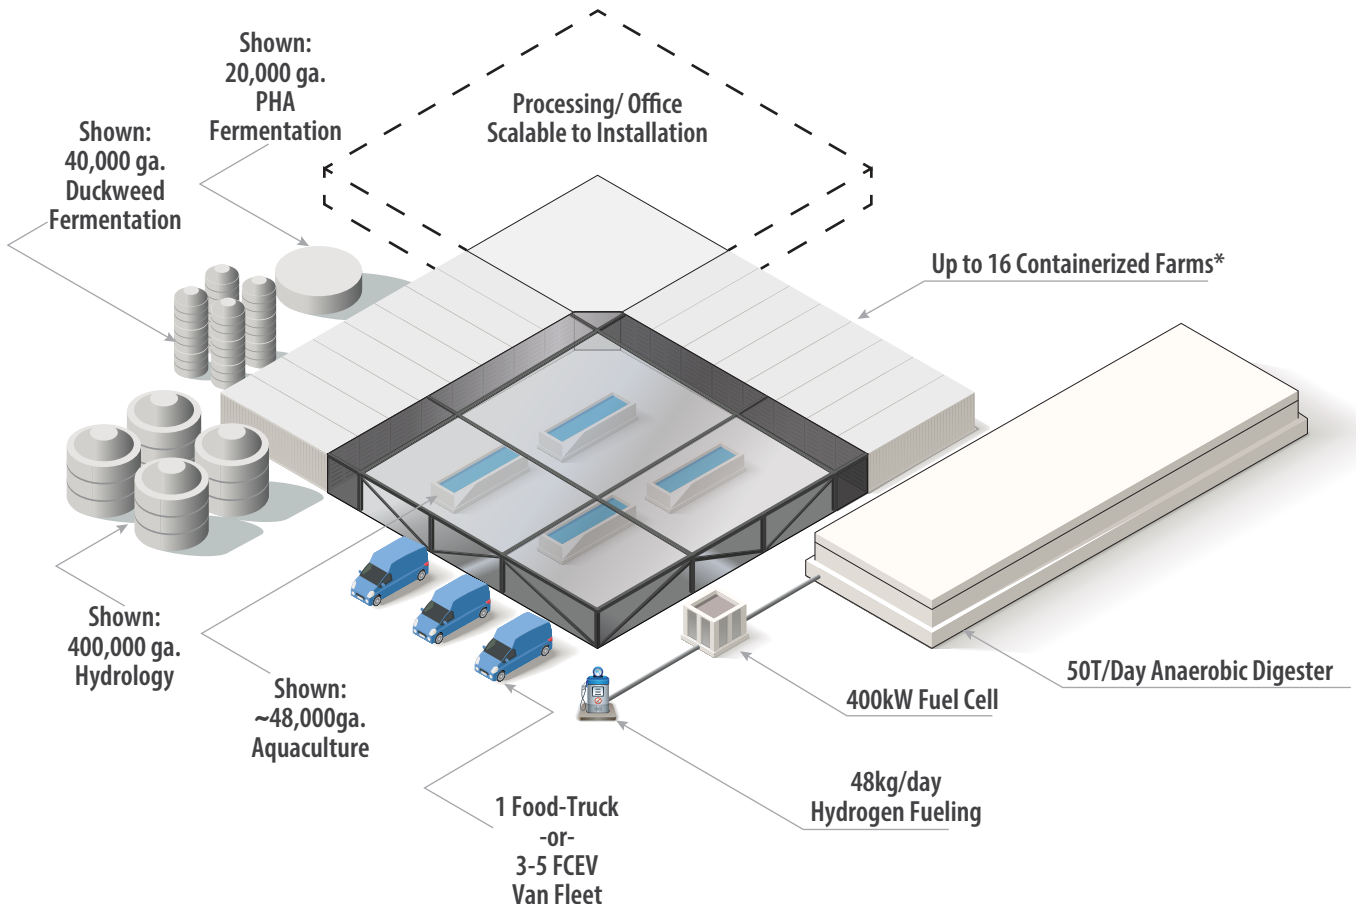 Shown:
20,000 ga.
PHA
Fermentation
Processing/ Office
Scalable to Installation
Shown:
40,000 ga.
Duckweed
Fermentation
Up to 16 Containerized Farms*
Shown:
400,000 ga.
Hydrology
Shown:
~48,000ga.
Aquaculture
50T/Day Anaerobic Digester
400kW Fuel Cell
48kg/day
Hydrogen Fueling
1 Food-Truck
-or-
3-5 FCEV
Van Fleet